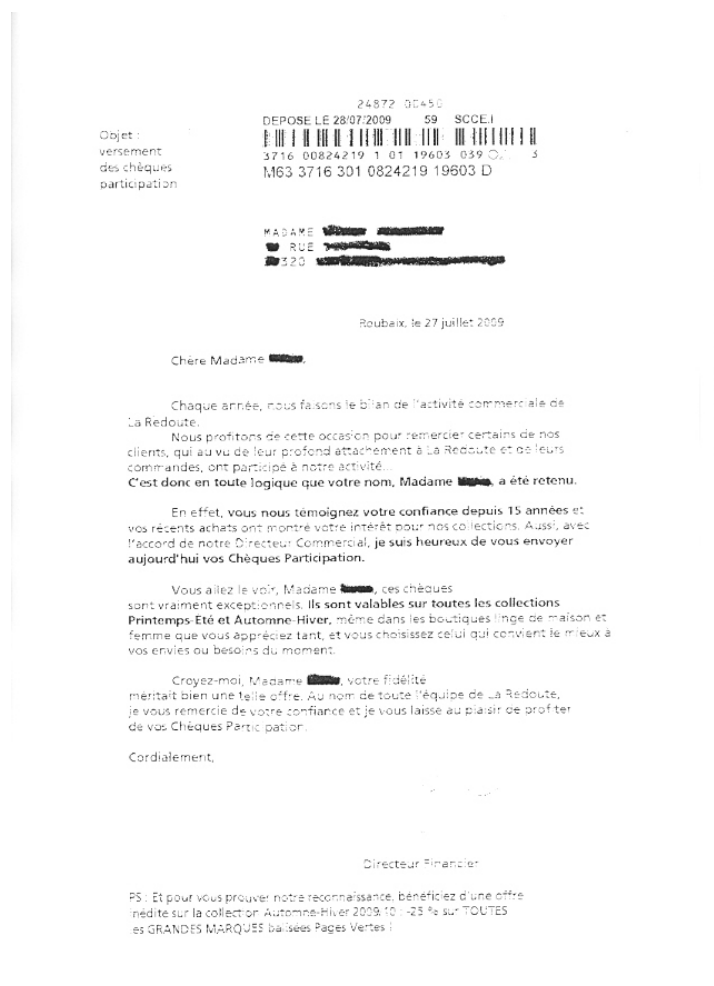 24872 00456
DEPOSE LE 28/07/2009 59 SCCE.I
3716 00824219 1 01 19603 039 3
M63 3716 301 0824219 19603 D
Objet :
versement
des chèques
participation
MADAME
RUE
320
Roubaix, le 27 juillet 2009
Chère Madame ,
Chaque année, nous faisons le bilan de l'activité commerciale de
La Redoute.
Nous profitons de cette occasion pour remercier certains de nos
clients, qui au vu de leur profond attachement à La Redoute et de leurs
commandes, ont participé à notre activité...
C'est donc en toute logique que votre nom, Madame , a été retenu.
En effet, vous nous témoignez votre confiance depuis 15 années et
vos récents achats ont montré votre intérêt pour nos collections. Aussi, avec
l'accord de notre Directeur Commercial, je suis heureux de vous envoyer
aujourd'hui vos Chèques Participation.
Vous allez le voir, Madame , ces chèques
sont vraiment exceptionnels. Ils sont valables sur toutes les collections
Printemps-Eté et Automne-Hiver, même dans les boutiques linge de maison et
femme que vous appréciez tant, et vous choisissez celui qui convient le mieux à
vos envies ou besoins du moment.
Croyez-moi, Madame , votre fidélité
méritait bien une telle offre. Au nom de toute l'équipe de La Redoute,
je vous remercie de votre confiance et je vous laisse au plaisir de profiter
de vos Chèques Participation.
Cordialement,
Directeur Financier
PS : Et pour vous prouver notre reconnaissance, bénéficiez d'une offre
inédite sur la collection Automne-Hiver 2009.10 : -25 % sur TOUTES
les GRANDES MARQUES balisées Pages Vertes !